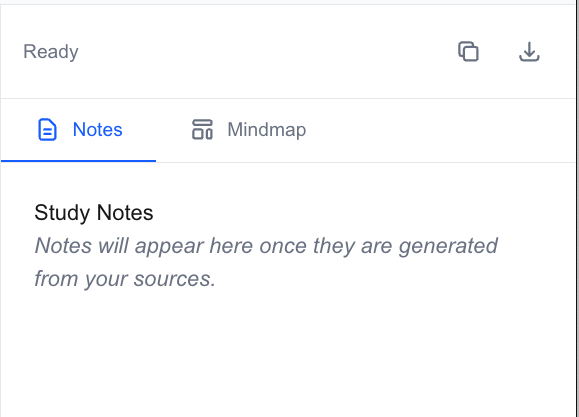 Ready
Notes
Mindmap
Study Notes
Notes will appear here once they are generated
from your sources.